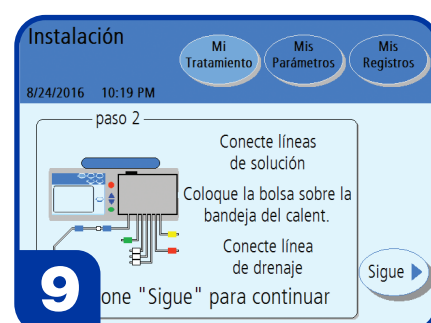 Instalación
Mi
Tratamiento
Mis
Parámetros
Mis
Registros
8/24/2016 10:19 PM
paso 2
Conecte líneas
de solución
Coloque la bolsa sobre la
bandeja del calent.
Conecte línea
de drenaje
Sigue
9
one "Sigue" para continuar